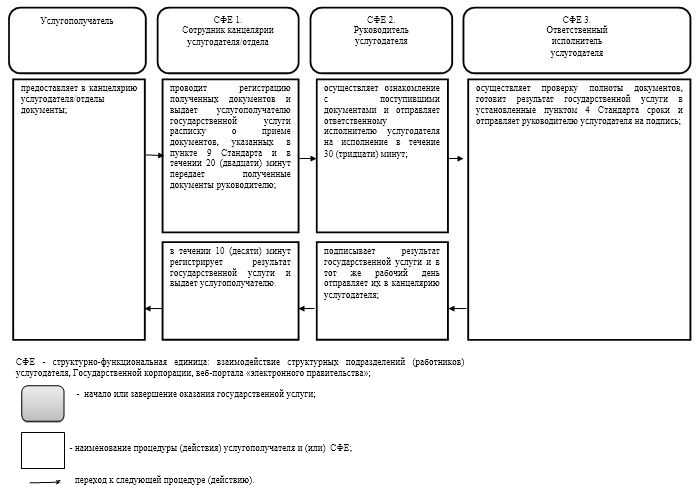 Услугополучатель
СФЕ 1.
Сотрудник канцелярии
услугодателя/отдела
СФЕ 2.
Руководитель
услугодателя
СФЕ 3.
Ответственный
исполнитель
услугодателя
предоставляет в канцелярию
услугодателя/отделы
документы;
проводит регистрацию
полученных документов и
выдает услугополучателю
государственной услуги
расписку о приеме
документов, указанных в
пункте 9 Стандарта и в
течении 20 (двадцати) минут
передает полученные
документы руководителю;
осуществляет ознакомление
с поступившими
документами и отправляет
ответственному
исполнителю услугодателя
на исполнение в течение
30 (тридцати) минут;
осуществляет проверку полноты документов,
готовит результат государственной услуги в
установленные пунктом 4 Стандарта сроки и
отправляет руководителю услугодателя на подпись;
в течении 10 (десяти) минут
регистрирует результат
государственной услуги и
выдает услугополучателю.
подписывает результат
государственной услуги и в
тот же рабочий день
отправляет их в канцелярию
услугодателя;
СФЕ - структурно-функциональная единица: взаимодействие структурных подразделений (работников)
услугодателя, Государственной корпорации, веб-портала «электронного правительства»;
- начало или завершение оказания государственной услуги;
- наименование процедуры (действия) услугополучателя и (или) СФЕ;
переход к следующей процедуре (действию).